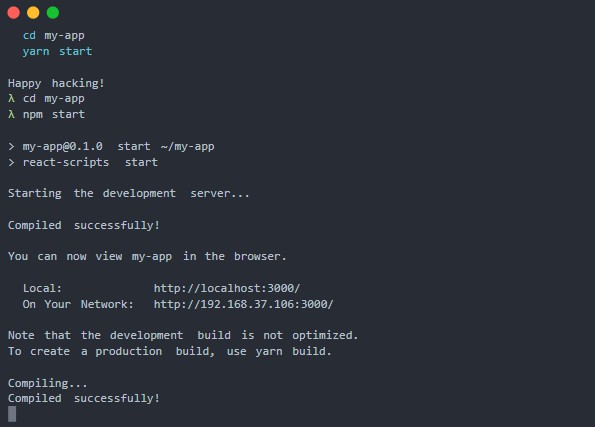 cd my-app
yarn start
Happy hacking!
λ cd my-app
λ npm start
> my-app@0.1.0 start ~/my-app
> react-scripts start
Starting the development server...
Compiled successfully!
You can now view my-app in the browser.
Local: http://localhost:3000/
On Your Network: http://192.168.37.106:3000/
Note that the development build is not optimized.
To create a production build, use yarn build.
Compiling...
Compiled successfully!